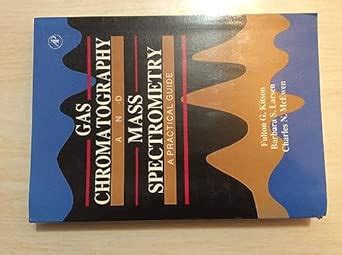 GAS
CHROMATOGRAPHY
AND
MASS
SPECTROMETRY
A PRACTICAL GUIDE
Fulton G. Kitson
Barbara S. Larsen
Charles N. McEwen